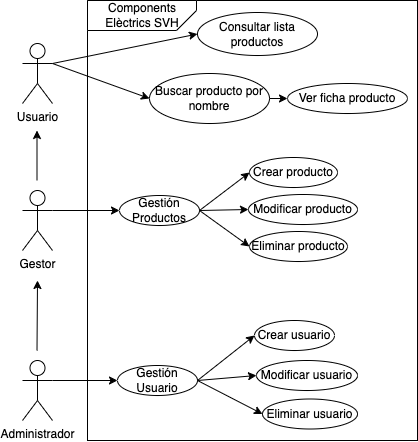 Components
Elèctrics SVH
Consultar lista
productos
Usuario
Buscar producto por
nombre
Ver ficha producto
Crear producto
Gestión
Productos
Modificar producto
Eliminar producto
Gestor
Crear usuario
Gestión
Usuario
Modificar usuario
Eliminar usuario
Administrador